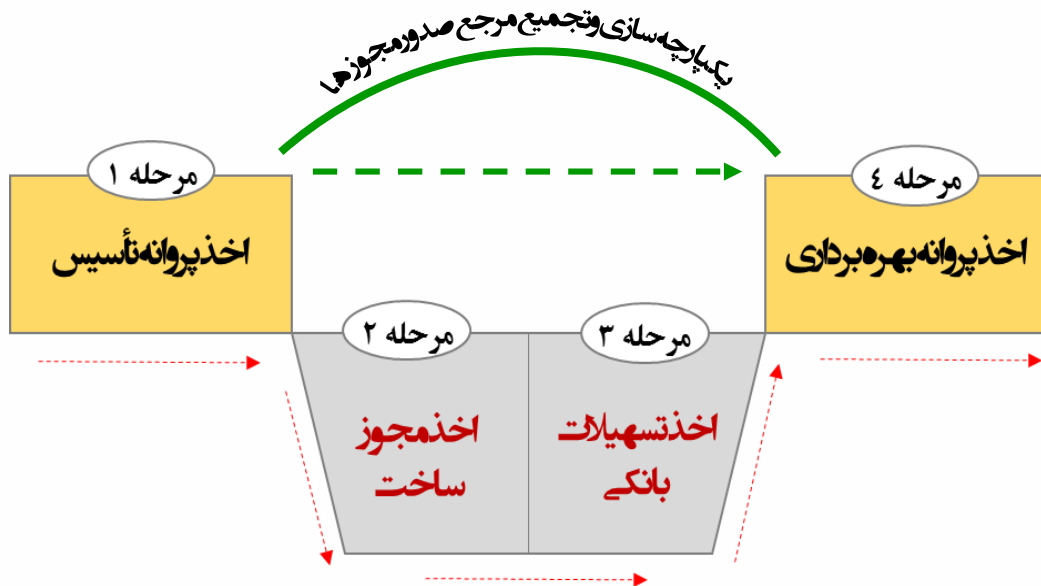 یکپارچه سازی و تجمیع مرجع صدور مجوزها
مرحله ۱
اخذ پروانه تأسیس
مرحله ۲
اخذ مجوز
ساخت
مرحله ۳
اخذ تسهیلات
بانکی
مرحله ٤
اخذ پروانه بهره برداری